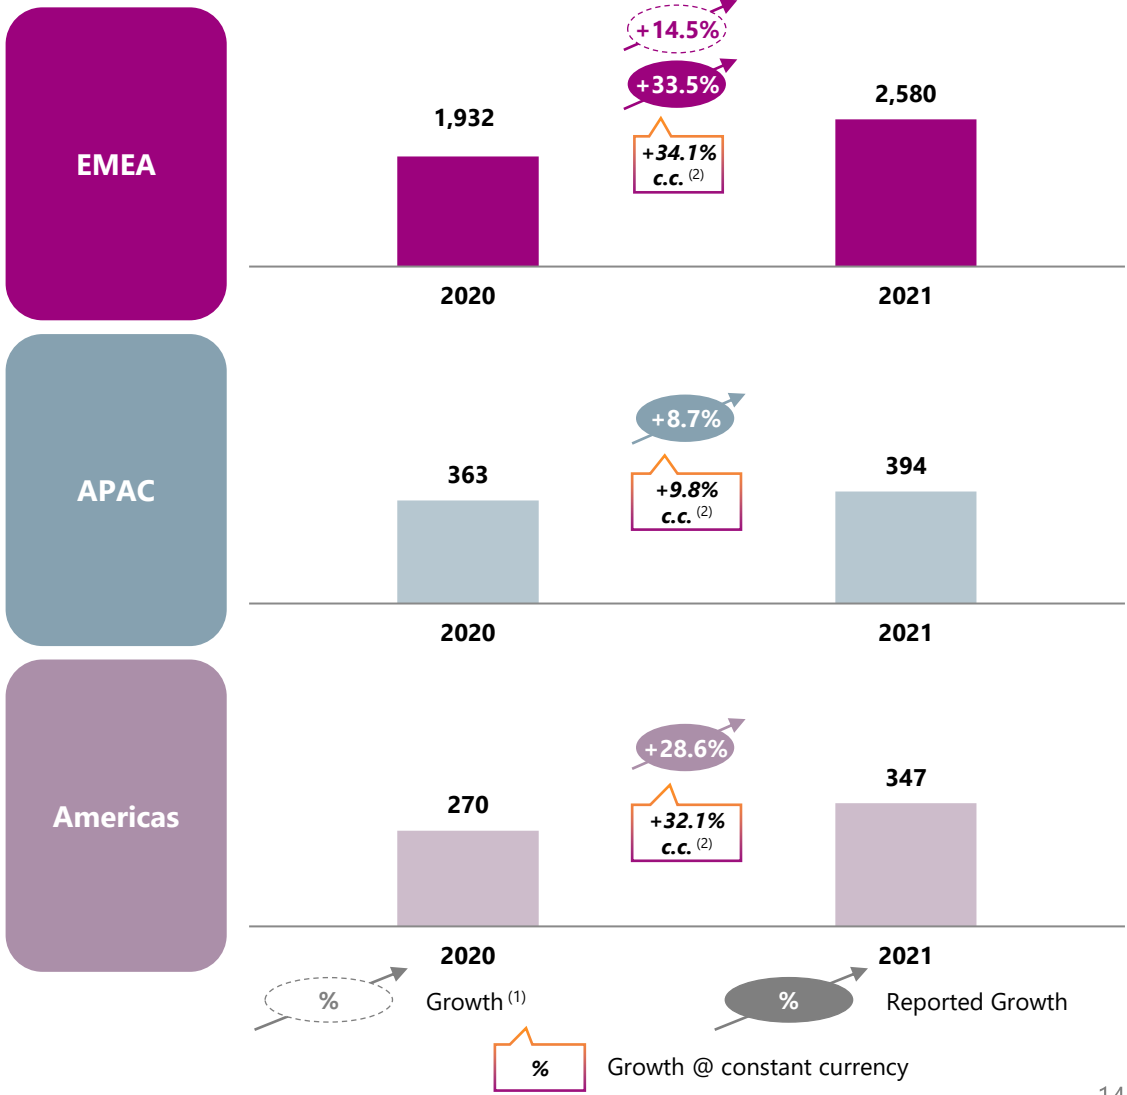 +14.5%
+33.5%
1,932
2,580
+34.1%
c.c. (2)
EMEA
2020
2021
+8.7%
363
394
+9.8%
c.c. (2)
APAC
2020
2021
+28.6%
270
347
+32.1%
c.c. (2)
Americas
2020
2021
%
Growth (1)
%
Reported Growth
%
Growth @ constant currency
14